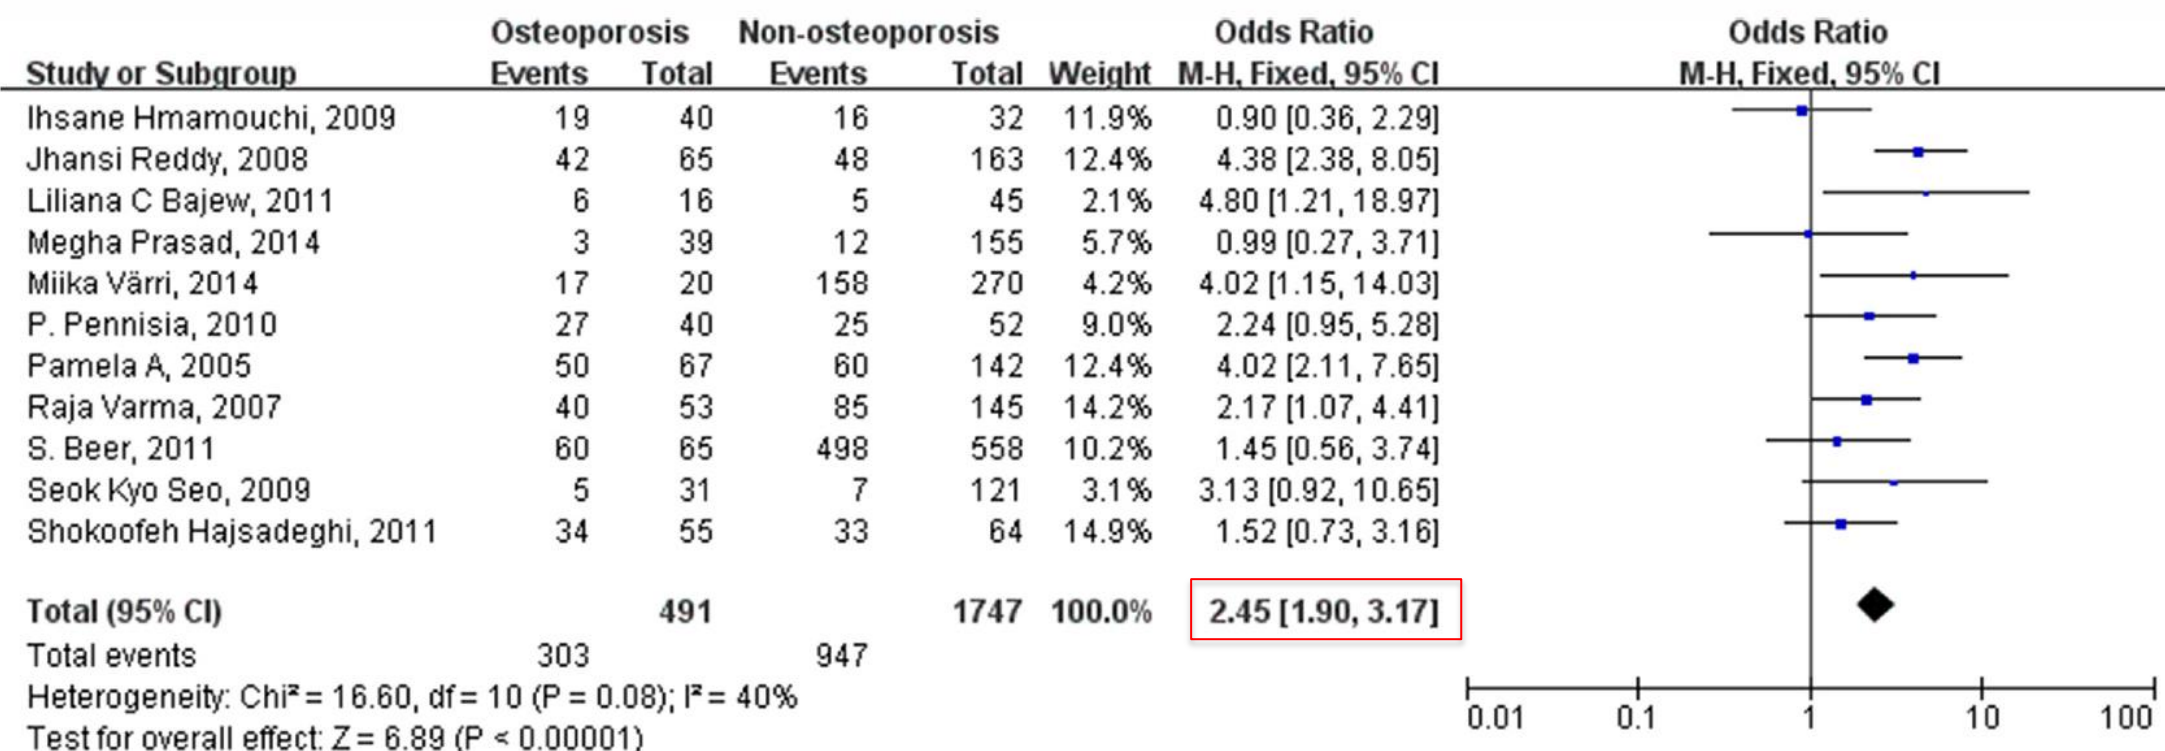 Osteoporosis Non-osteoporosis Odds Ratio Odds Ratio
Study or Subgroup Events Total Events Total Weight M-H, Fixed, 95% CI M-H, Fixed, 95% CI
Ihsane Hmamouchi, 2009 19 40 16 32 11.9% 0.90 [0.36, 2.29]
Jhansi Reddy, 2008 42 65 48 163 12.4% 4.38 [2.38, 8.05]
Liliana C Bajew, 2011 6 16 5 45 2.1% 4.80 [1.21, 18.97]
Megha Prasad, 2014 3 39 12 155 5.7% 0.99 [0.27, 3.71]
Miika Värri, 2014 17 20 158 270 4.2% 4.02 [1.15, 14.03]
P. Pennisia, 2010 27 40 25 52 9.0% 2.24 [0.95, 5.28]
Pamela A, 2005 50 67 60 142 12.4% 4.02 [2.11, 7.65]
Raja Varma, 2007 40 53 85 145 14.2% 2.17 [1.07, 4.41]
S. Beer, 2011 60 65 498 558 10.2% 1.45 [0.56, 3.74]
Seok Kyo Seo, 2009 5 31 7 121 3.1% 3.13 [0.92, 10.65]
Shokoofeh Hajsadeghi, 2011 34 55 33 64 14.9% 1.52 [0.73, 3.16]
Total (95% CI) 491 1747 100.0% 2.45 [1.90, 3.17]
Total events 303 947
Heterogeneity: Chi² = 16.60, df = 10 (P = 0.08); I² = 40%
Test for overall effect: Z = 6.89 (P < 0.00001)
0.01 0.1 1 10 100